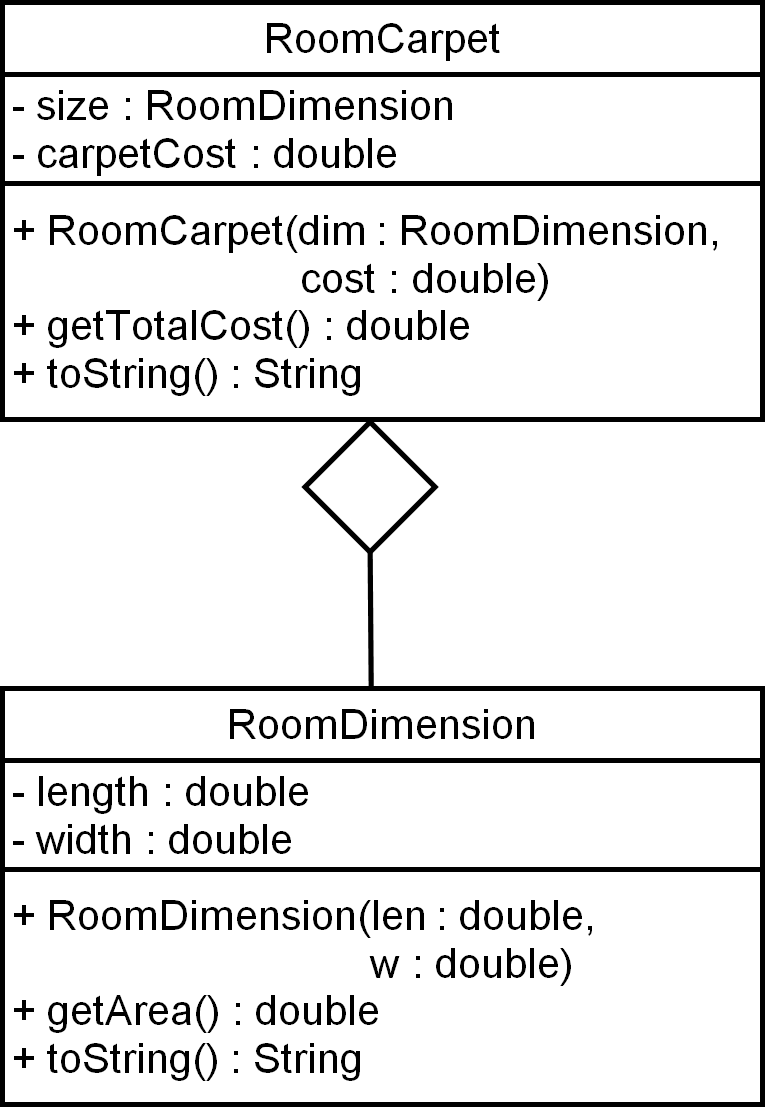 RoomCarpet
- size : RoomDimension
- carpetCost : double
+ RoomCarpet(dim : RoomDimension,
cost : double)
+ getTotalCost() : double
+ toString() : String
RoomDimension
- length : double
- width : double
+ RoomDimension(len : double,
w : double)
+ getArea() : double
+ toString() : String